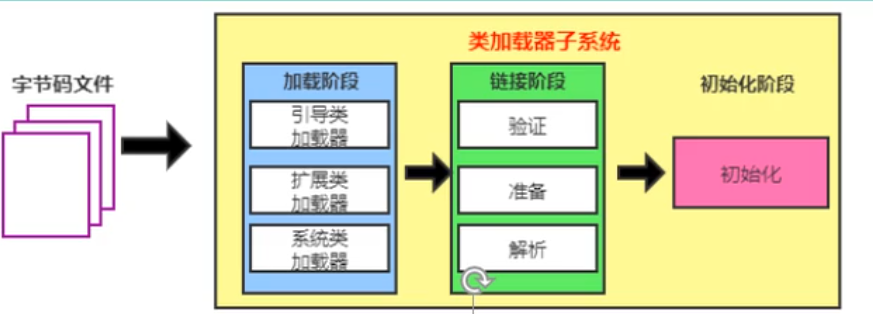 类加载器子系统
字节码文件
加载阶段
引导类
加载器
扩展类
加载器
系统类
加载器
链接阶段
验证
准备
解析
初始化阶段
初始化